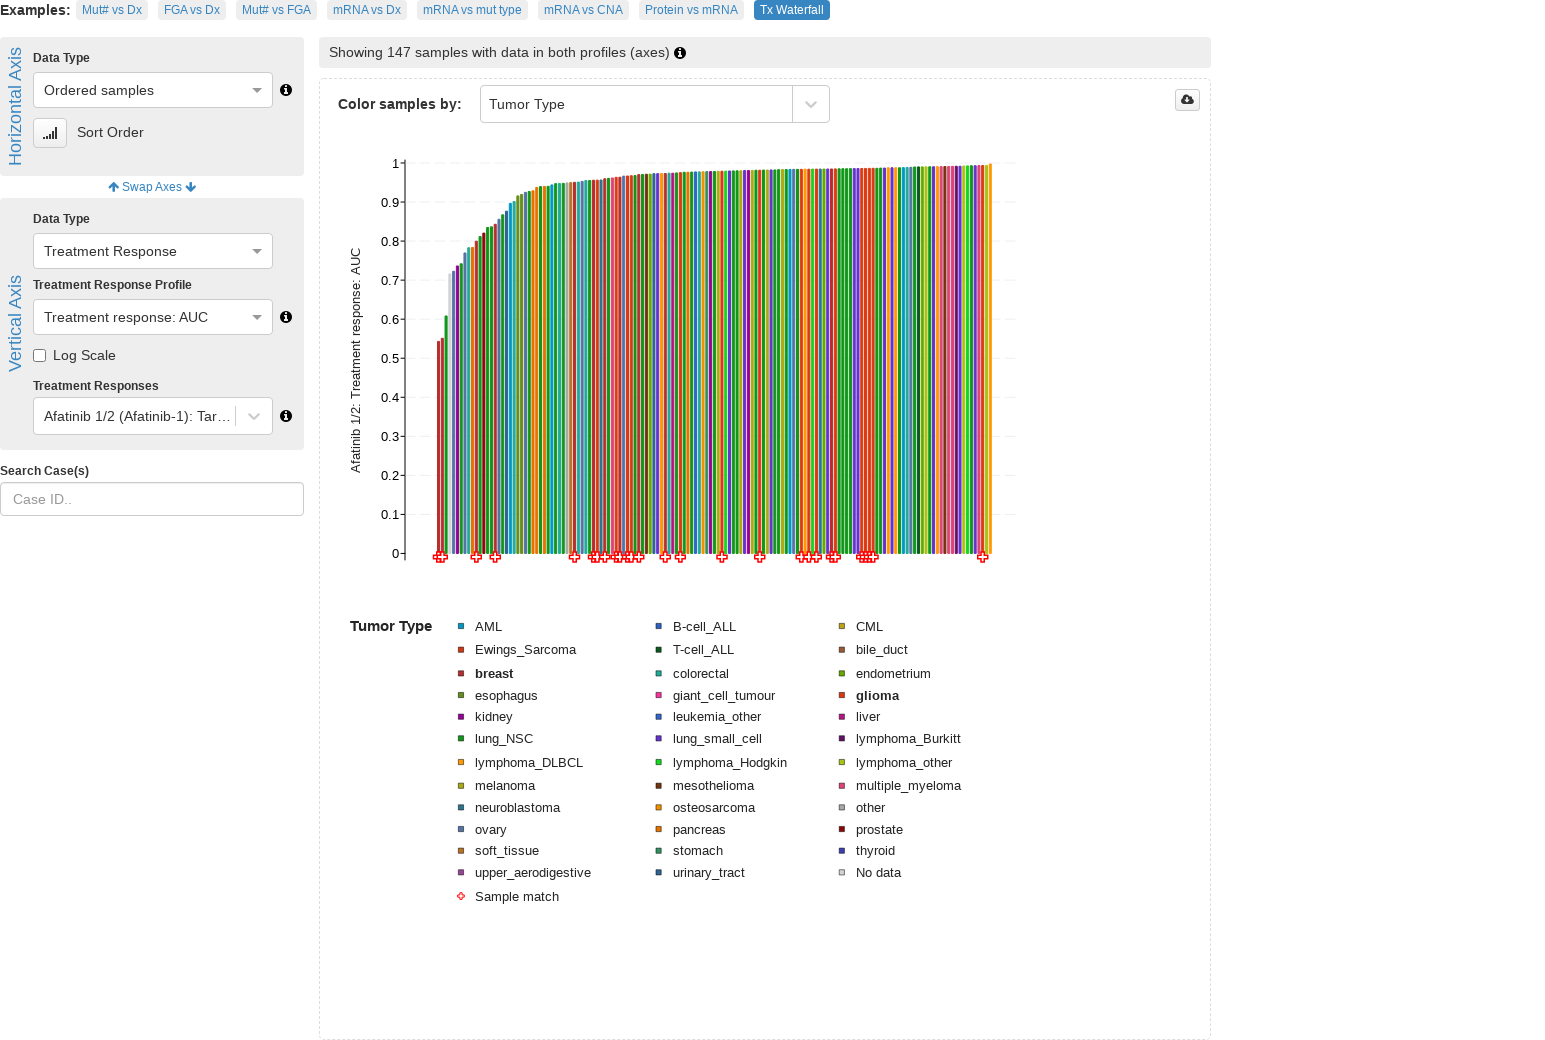 Examples: Mut# vs Dx FGA vs Dx Mut# vs FGA mRNA vs Dx mRNA vs mut type mRNA vs CNA Protein vs mRNA Tx Waterfall
Horizontal Axis
Data Type
Ordered samples
Sort Order
Swap Axes
Vertical Axis
Data Type
Treatment Response
Treatment Response Profile
Treatment response: AUC
Log Scale
Treatment Responses
Afatinib 1/2 (Afatinib-1): Tar…
Search Case(s)
Case ID..
Showing 147 samples with data in both profiles (axes)
Color samples by: Tumor Type
Afatinib 1/2: Treatment response: AUC
1
0.9
0.8
0.7
0.6
0.5
0.4
0.3
0.2
0.1
0
Tumor Type
AML B-cell_ALL CML
Ewings_Sarcoma T-cell_ALL bile_duct
breast colorectal endometrium
esophagus giant_cell_tumour glioma
kidney leukemia_other liver
lung_NSC lung_small_cell lymphoma_Burkitt
lymphoma_DLBCL lymphoma_Hodgkin lymphoma_other
melanoma mesothelioma multiple_myeloma
neuroblastoma osteosarcoma other
ovary pancreas prostate
soft_tissue stomach thyroid
upper_aerodigestive urinary_tract No data
Sample match